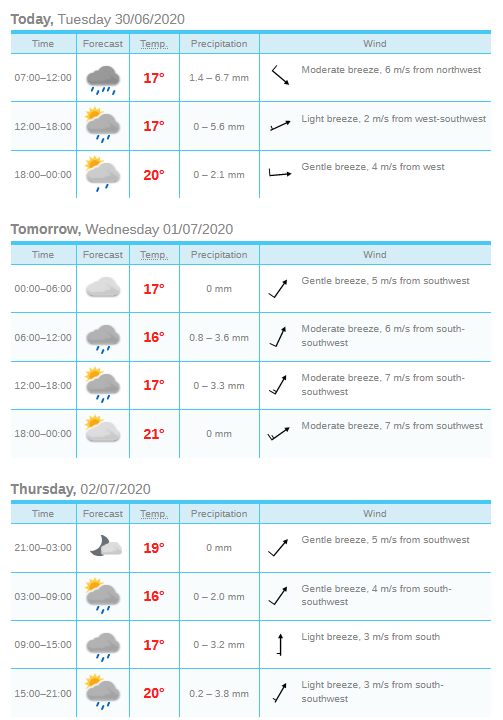 Today, Tuesday 30/06/2020
Time Forecast Temp. Precipitation Wind
07:00–12:00 17° 1.4 – 6.7 mm Moderate breeze, 6 m/s from northwest
12:00–18:00 17° 0 – 5.6 mm Light breeze, 2 m/s from west-southwest
18:00–00:00 20° 0 – 2.1 mm Gentle breeze, 4 m/s from west
Tomorrow, Wednesday 01/07/2020
Time Forecast Temp. Precipitation Wind
00:00–06:00 17° 0 mm Gentle breeze, 5 m/s from southwest
06:00–12:00 16° 0.8 – 3.6 mm Moderate breeze, 6 m/s from south-
southwest
12:00–18:00 17° 0 – 3.3 mm Moderate breeze, 7 m/s from south-
southwest
18:00–00:00 21° 0 mm Moderate breeze, 7 m/s from southwest
Thursday, 02/07/2020
Time Forecast Temp. Precipitation Wind
21:00–03:00 19° 0 mm Gentle breeze, 5 m/s from southwest
03:00–09:00 16° 0 – 2.0 mm Gentle breeze, 4 m/s from south-
southwest
09:00–15:00 17° 0 – 3.2 mm Light breeze, 3 m/s from south
15:00–21:00 20° 0.2 – 3.8 mm Light breeze, 3 m/s from south-
southwest